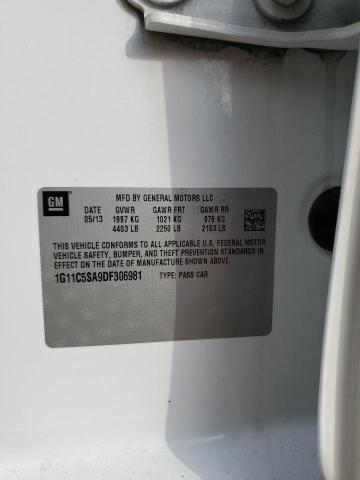 GM
MFD BY GENERAL MOTORS LLC
DATE GVWR GAWR FRT GAWR RR
05/13 1997 KG 1021 KG 976 KG
4403 LB 2250 LB 2153 LB
THIS VEHICLE CONFORMS TO ALL APPLICABLE U.S. FEDERAL MOTOR
VEHICLE SAFETY, BUMPER, AND THEFT PREVENTION STANDARDS
IN EFFECT ON THE DATE OF MANUFACTURE SHOWN ABOVE.
1G11C5SA9DF306981 TYPE: PASS CAR